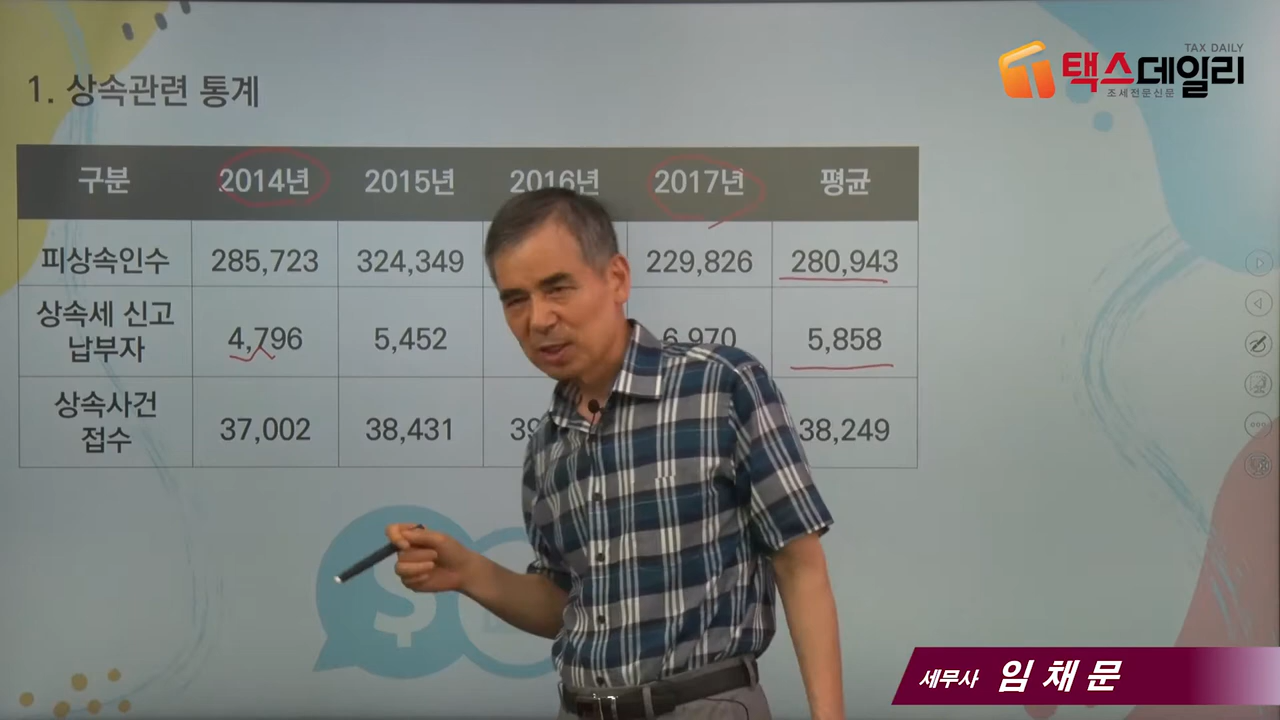 TAX DAILY
택스데일리
조세전문신문
1. 상속관련 통계
구분 2014년 2015년 2016년 2017년 평균
피상속인수 285,723 324,349 229,826 280,943
상속세 신고
납부자 4,796 5,452 6,970 5,858
상속사건
접수 37,002 38,431 38,249
세무사 임채문